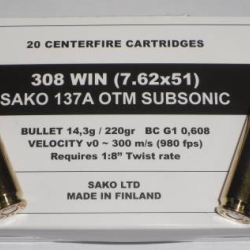 20 CENTERFIRE CARTRIDGES
308 WIN (7.62x51)
SAKO 137A OTM SUBSONIC
BULLET 14,3g / 220gr BC G1 0,608
VELOCITY v0 ~ 300 m/s (980 fps)
Requires 1:8" Twist rate
SAKO LTD
MADE IN FINLAND